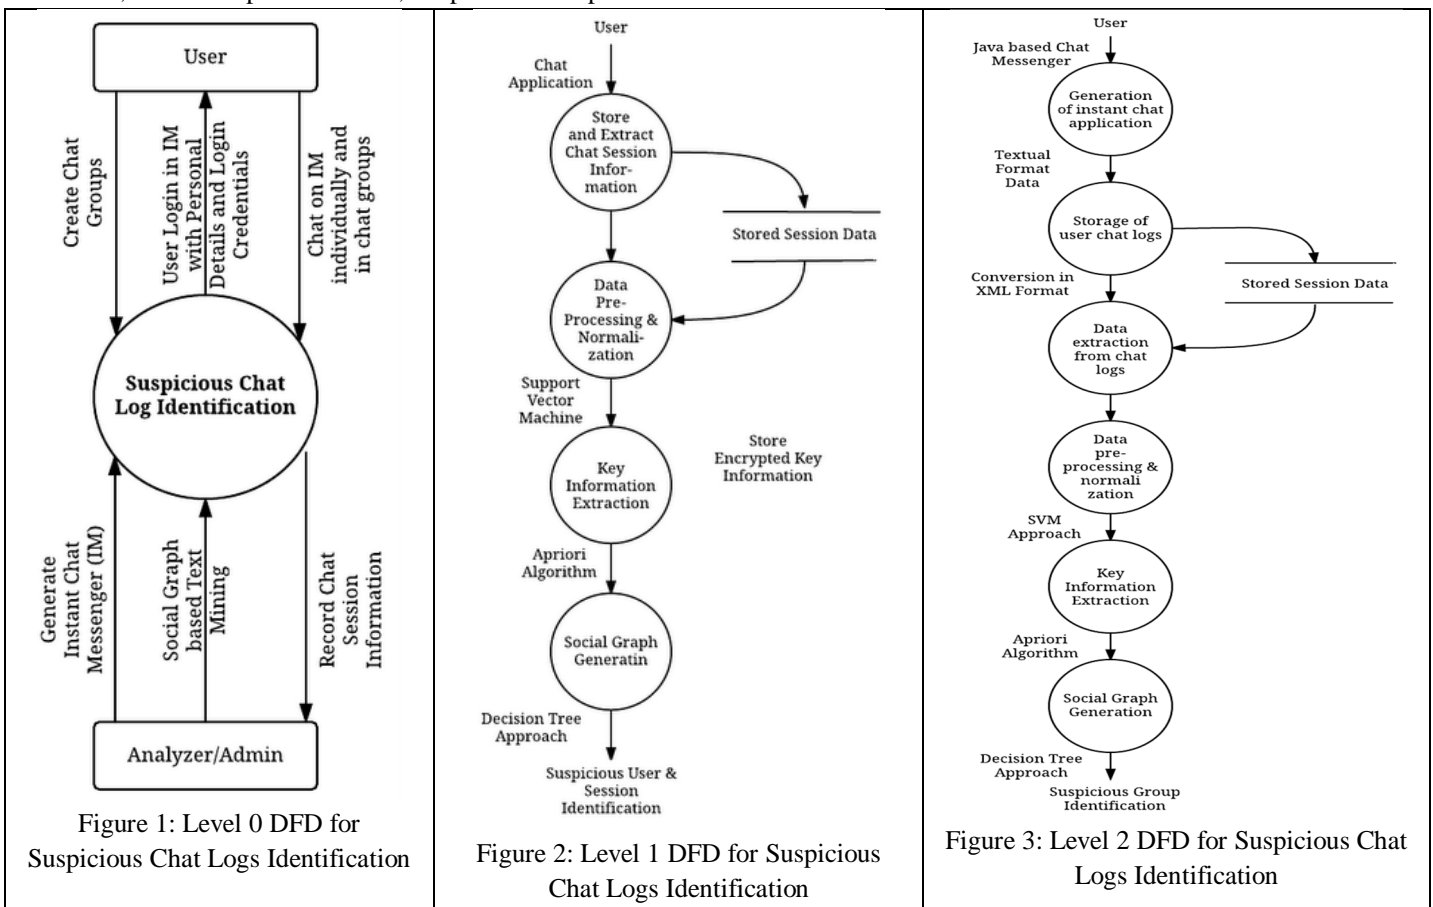 User
Create Chat
Groups
User Login in IM
with Personal
Details and Login
Credentials
Chat on IM
individually and
in chat groups
Suspicious Chat
Log Identification
Generate
Instant Chat
Messenger (IM)
Social Graph
based Text
Mining
Record Chat
Session
Information
Analyzer/Admin
Figure 1: Level 0 DFD for
Suspicious Chat Logs Identification
User
Chat
Application
Store
and Extract
Chat Session
Infor-
mation
Stored Session Data
Data
Pre-
Processing &
Normali-
zation
Support
Vector
Machine
Store
Encrypted Key
Information
Key
Information
Extraction
Apriori
Algorithm
Social Graph
Generatin
Decision Tree
Approach
Suspicious User &
Session
Identification
Figure 2: Level 1 DFD for Suspicious
Chat Logs Identification
User
Java based Chat
Messenger
Generation
of instant chat
application
Textual
Format
Data
Storage of
user chat logs
Conversion in
XML Format
Stored Session Data
Data
extraction
from chat
logs
Data
pre-
processing &
normali
zation
SVM
Approach
Key
Information
Extraction
Apriori
Algorithm
Social Graph
Generation
Decision Tree
Approach
Suspicious Group
Identification
Figure 3: Level 2 DFD for Suspicious Chat
Logs Identification